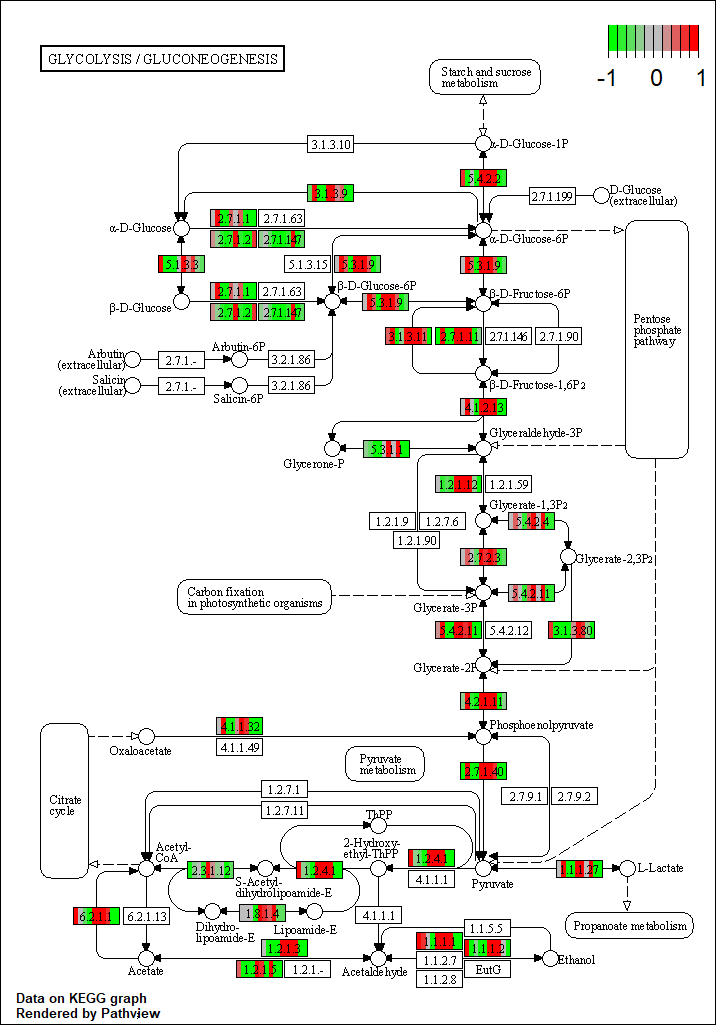 GLYCOLYSIS / GLUCONEOGENESIS
-1 0 1
Starch and sucrose
metabolism
3.1.3.10
α-D-Glucose-1P
5.4.2.2
3.1.3.9
2.7.1.199
D-Glucose
(extracellular)
α-D-Glucose
2.7.1.1
2.7.1.63
2.7.1.2
2.7.1.147
α-D-Glucose-6P
5.1.3.3
5.1.3.15
5.3.1.9
5.3.1.9
Pentose
phosphate
pathway
β-D-Glucose
2.7.1.1
2.7.1.63
2.7.1.2
2.7.1.147
β-D-Glucose-6P
5.3.1.9
β-D-Fructose-6P
3.1.3.11
2.7.1.11
2.7.1.146
2.7.1.90
Arbutin
(extracellular)
2.7.1.-
Arbutin-6P
3.2.1.86
Salicin
(extracellular)
2.7.1.-
Salicin-6P
3.2.1.86
β-D-Fructose-1,6P2
4.1.2.13
Glyceraldehyde-3P
Glycerone-P
5.3.1.1
1.2.1.12
1.2.1.59
Glycerate-1,3P2
1.2.1.9
1.2.7.6
1.2.1.90
5.4.2.4
2.7.2.3
Glycerate-2,3P2
Carbon fixation
in photosynthetic organisms
Glycerate-3P
5.4.2.11
5.4.2.11
5.4.2.12
3.1.3.80
Glycerate-2P
4.2.1.11
4.1.1.32
4.1.1.49
Oxaloacetate
Phosphoenolpyruvate
Pyruvate
metabolism
2.7.1.40
Citrate
cycle
1.2.7.1
1.2.7.11
2.7.9.1
2.7.9.2
ThPP
2-Hydroxy-
ethyl-ThPP
Acetyl-
CoA
2.3.1.12
S-Acetyl-
dihydrolipoamide-E
1.2.4.1
1.2.4.1
4.1.1.1
Pyruvate
1.1.1.27
L-Lactate
6.2.1.1
6.2.1.13
Dihydro-
lipoamide-E
1.8.1.4
Lipoamide-E
4.1.1.1
Propanoate metabolism
1.2.1.3
1.2.1.5
1.2.1.-
Acetate
Acetaldehyde
1.1.1.1
1.1.2.7
1.1.2.8
1.1.5.5
1.1.1.2
EutG
Ethanol
Data on KEGG graph
Rendered by Pathview